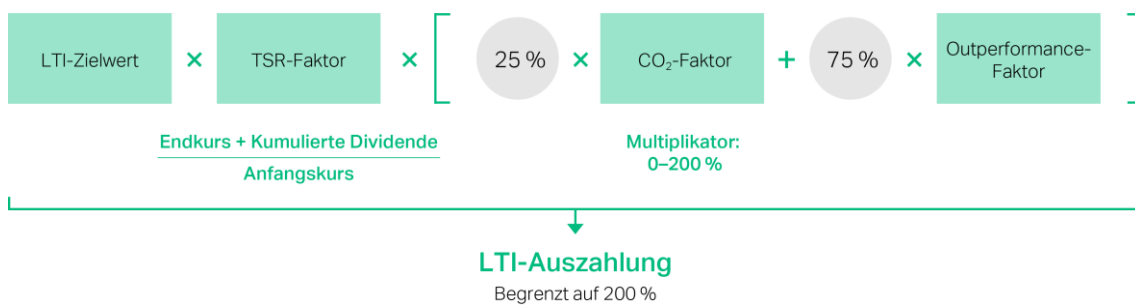 LTI-Zielwert × TSR-Faktor × [ 25 % × CO₂-Faktor + 75 % × Outperformance-
Faktor ]
Endkurs + Kumulierte Dividende
Anfangskurs
Multiplikator:
0–200 %
LTI-Auszahlung
Begrenzt auf 200 %